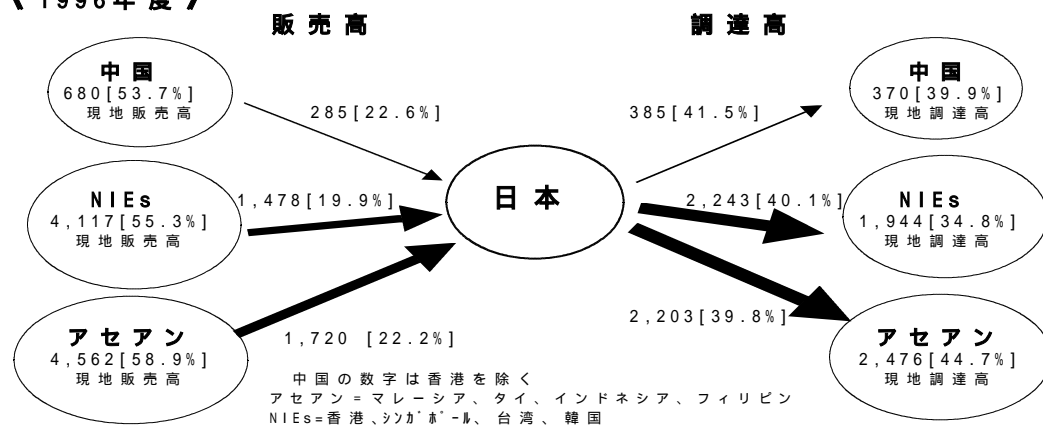 《1996年度》
販売高
調達高
中国
680[53.7%]
現地販売高
285[22.6%]
385[41.5%]
中国
370[39.9%]
現地調達高
NIEs
4,117[55.3%]
現地販売高
1,478[19.9%]
日本
2,243[40.1%]
NIEs
1,944[34.8%]
現地調達高
アセアン
4,562[58.9%]
現地販売高
1,720 [22.2%]
2,203[39.8%]
アセアン
2,476[44.7%]
現地調達高
中国の数字は香港を除く
アセアン=マレーシア、タイ、インドネシア、フィリピン
NIEs=香港、ｼﾝｶﾞﾎﾟｰﾙ、台湾、韓国